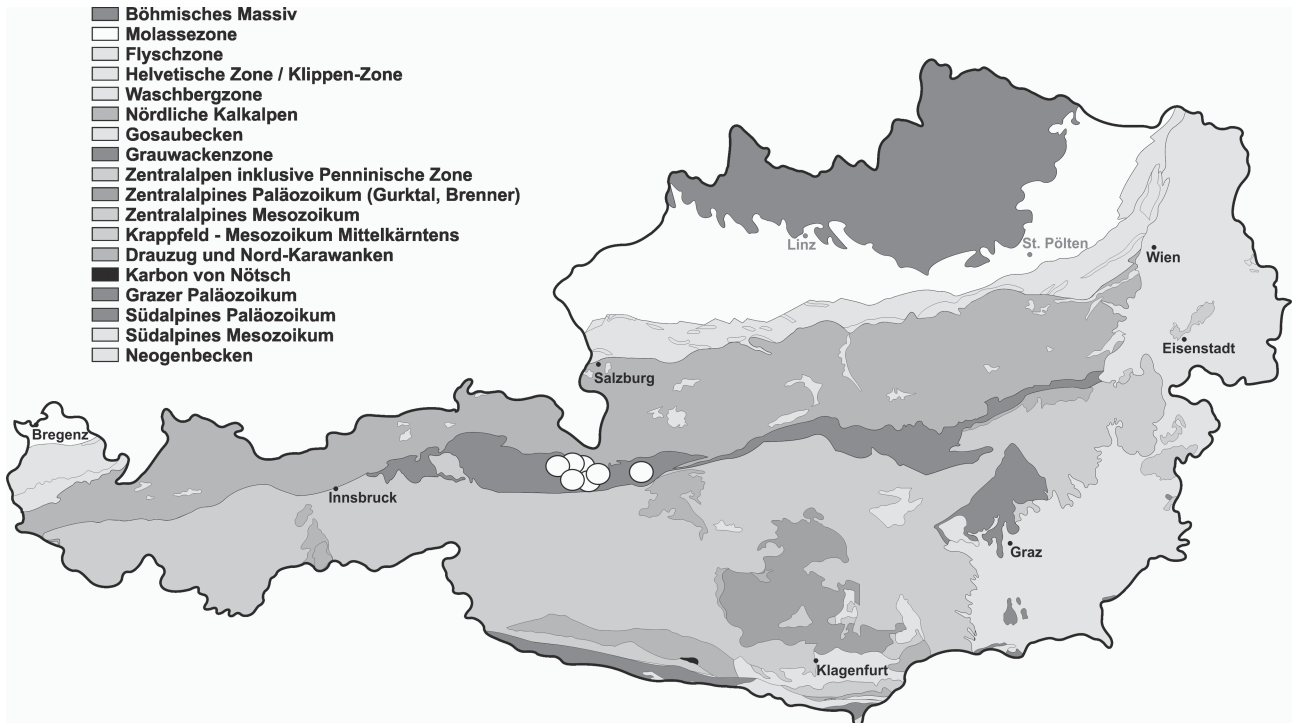 Böhmisches Massiv
Molassezone
Flyschzone
Helvetische Zone / Klippen-Zone
Waschbergzone
Nördliche Kalkalpen
Gosaubecken
Grauwackenzone
Zentralalpen inklusive Penninische Zone
Zentralalpines Paläozoikum (Gurktal, Brenner)
Zentralalpines Mesozoikum
Krappfeld - Mesozoikum Mittelkärntens
Drauzug und Nord-Karawanken
Karbon von Nötsch
Grazer Paläozoikum
Südalpines Paläozoikum
Südalpines Mesozoikum
Neogenbecken
Linz
St. Pölten
Wien
Eisenstadt
Salzburg
Bregenz
Innsbruck
Graz
Klagenfurt